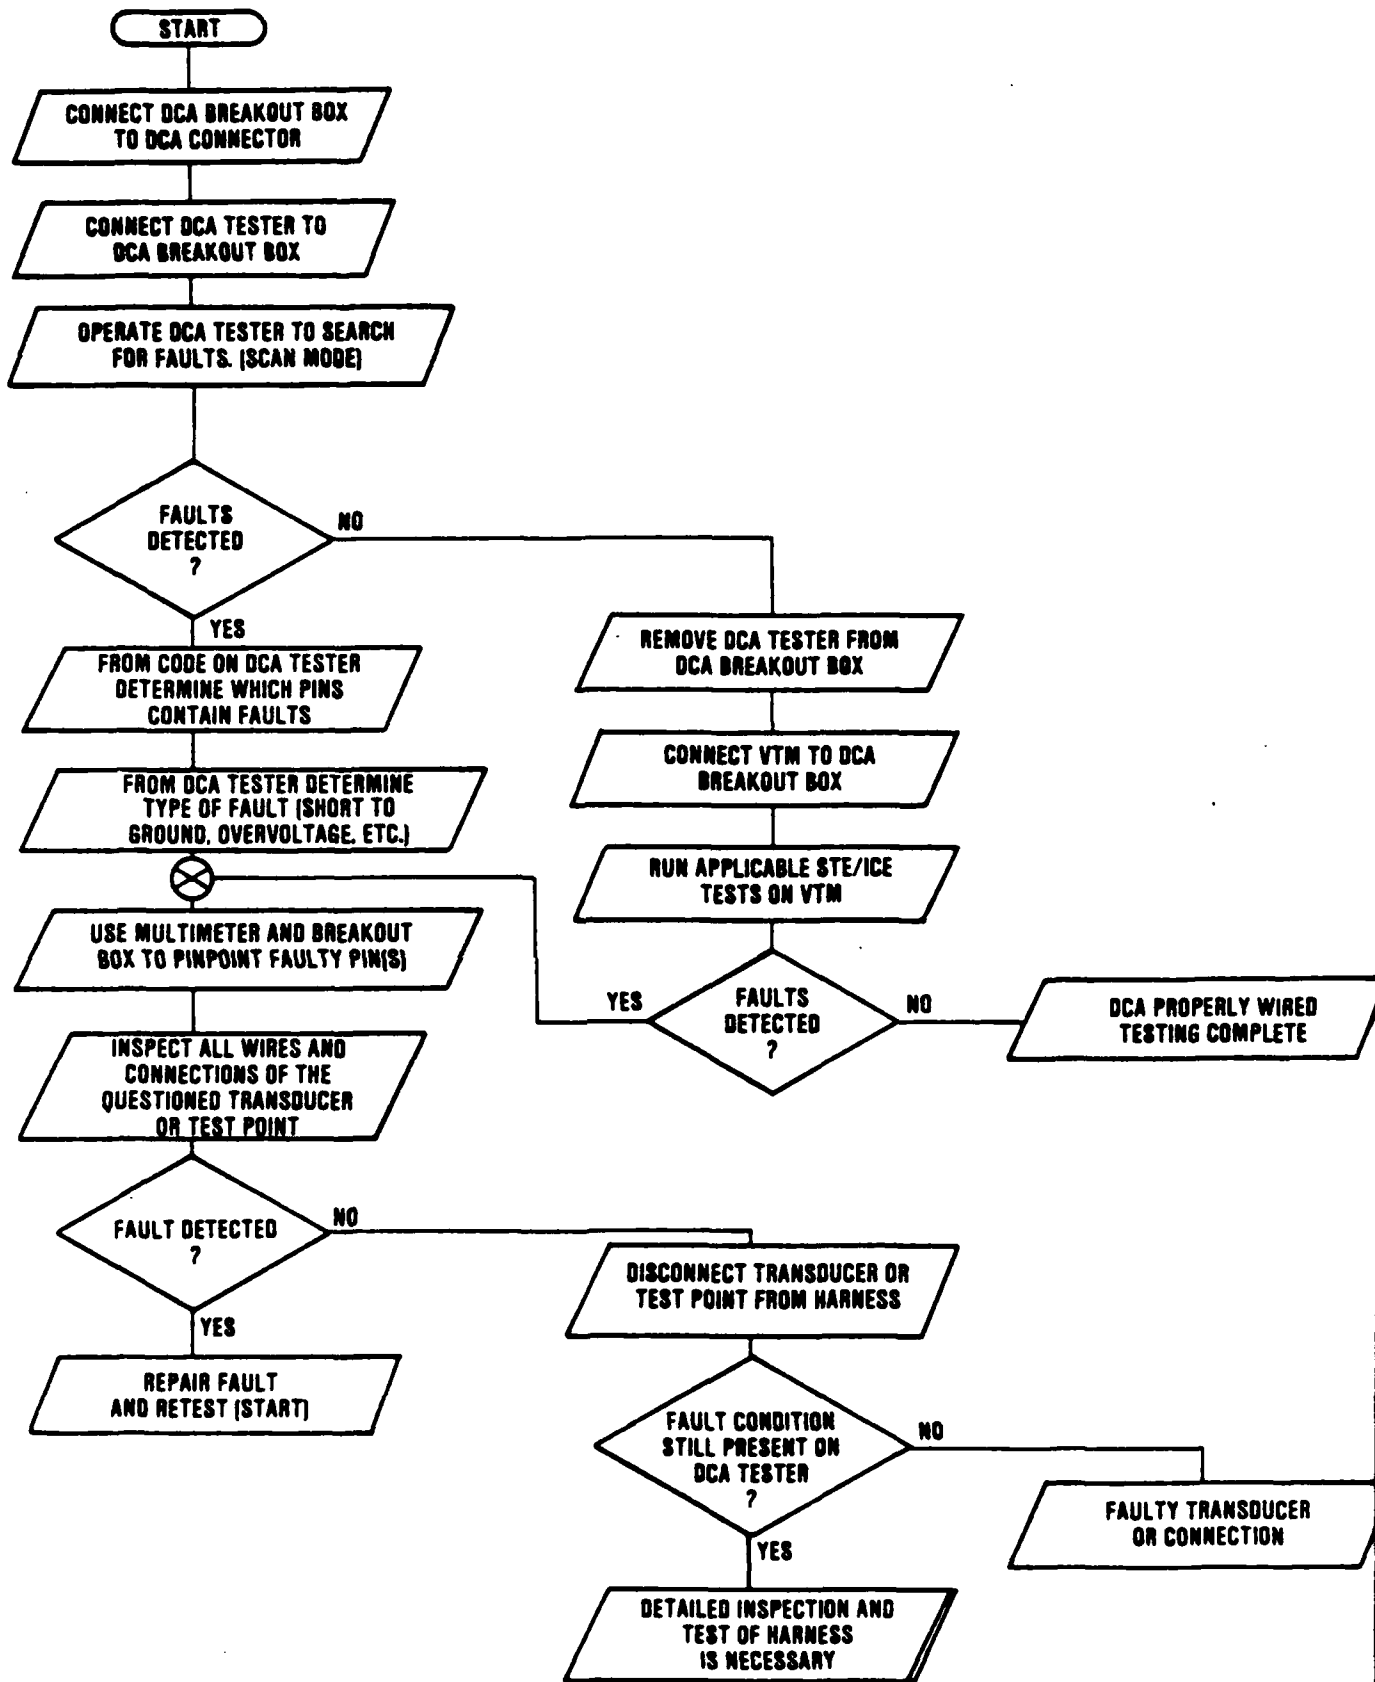 START
CONNECT DCA BREAKOUT BOX
TO DCA CONNECTOR
CONNECT DCA TESTER TO
DCA BREAKOUT BOX
OPERATE DCA TESTER TO SEARCH
FOR FAULTS. (SCAN MODE)
FAULTS
DETECTED
?
NO
YES
FROM CODE ON DCA TESTER
DETERMINE WHICH PINS
CONTAIN FAULTS
FROM DCA TESTER DETERMINE
TYPE OF FAULT (SHORT TO
GROUND, OVERVOLTAGE. ETC.)
USE MULTIMETER AND BREAKOUT
BOX TO PINPOINT FAULTY PIN(S)
INSPECT ALL WIRES AND
CONNECTIONS OF THE
QUESTIONED TRANSDUCER
OR TEST POINT
REMOVE DCA TESTER FROM
DCA BREAKOUT BOX
CONNECT VTM TO DCA
BREAKOUT BOX
RUN APPLICABLE STE/ICE
TESTS ON VTM
YES
FAULTS
DETECTED
?
NO
DCA PROPERLY WIRED
TESTING COMPLETE
FAULT DETECTED
?
NO
YES
REPAIR FAULT
AND RETEST (START)
DISCONNECT TRANSDUCER OR
TEST POINT FROM HARNESS
FAULT CONDITION
STILL PRESENT ON
DCA TESTER
?
NO
YES
FAULTY TRANSDUCER
OR CONNECTION
DETAILED INSPECTION AND
TEST OF HARNESS
IS NECESSARY